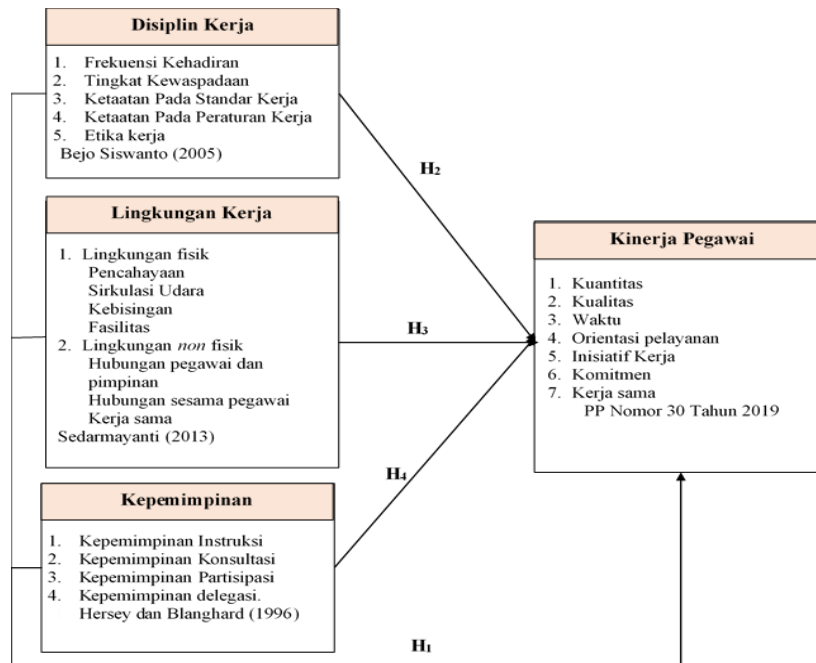 Disiplin Kerja
1. Frekuensi Kehadiran
2. Tingkat Kewaspadaan
3. Ketaatan Pada Standar Kerja
4. Ketaatan Pada Peraturan Kerja
5. Etika kerja
Bejo Siswanto (2005)
H₂
Lingkungan Kerja
1. Lingkungan fisik
Pencahayaan
Sirkulasi Udara
Kebisingan
Fasilitas
2. Lingkungan non fisik
Hubungan pegawai dan
pimpinan
Hubungan sesama pegawai
Kerja sama
Sedarmayanti (2013)
H₃
Kinerja Pegawai
1. Kuantitas
2. Kualitas
3. Waktu
4. Orientasi pelayanan
5. Inisiatif Kerja
6. Komitmen
7. Kerja sama
PP Nomor 30 Tahun 2019
H₄
Kepemimpinan
1. Kepemimpinan Instruksi
2. Kepemimpinan Konsultasi
3. Kepemimpinan Partisipasi
4. Kepemimpinan delegasi.
Hersey dan Blanghard (1996)
H₁